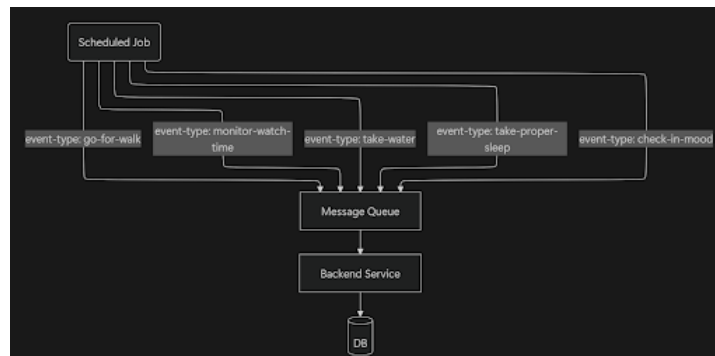 Scheduled Job
event-type: go-for-walk
event-type: monitor-watch-
time
event-type: take-water
event-type: take-proper-
sleep
event-type: check-in-mood
Message Queue
Backend Service
DB